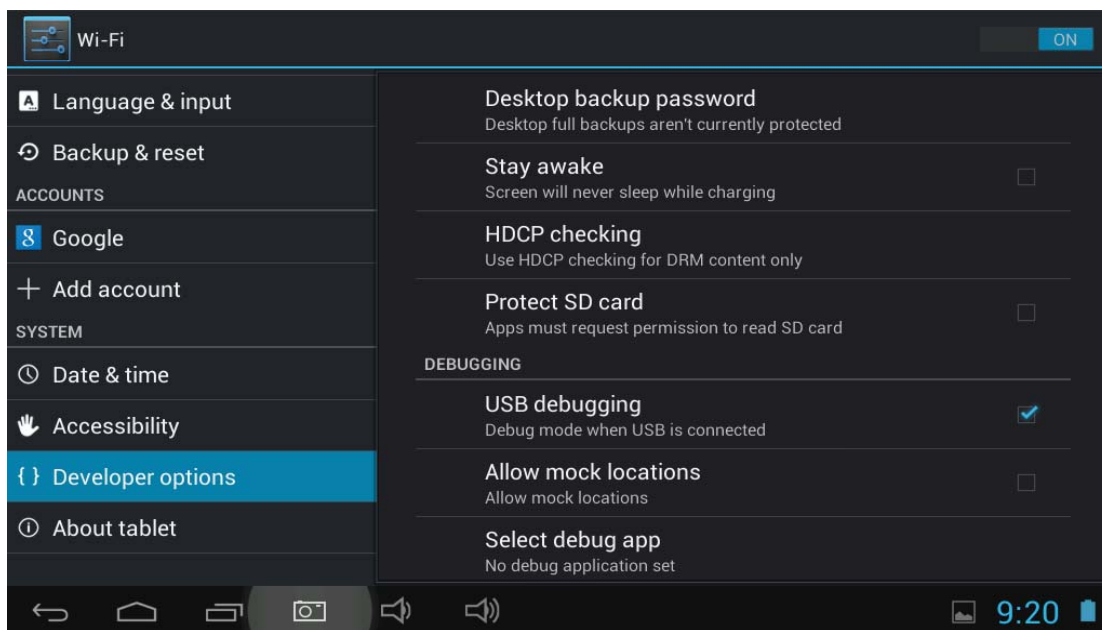 Wi-Fi
ON
Language & input
Backup & reset
ACCOUNTS
Google
Add account
SYSTEM
Date & time
Accessibility
{ } Developer options
About tablet
Desktop backup password
Desktop full backups aren't currently protected
Stay awake
Screen will never sleep while charging
HDCP checking
Use HDCP checking for DRM content only
Protect SD card
Apps must request permission to read SD card
DEBUGGING
USB debugging
Debug mode when USB is connected
Allow mock locations
Allow mock locations
Select debug app
No debug application set
9:20